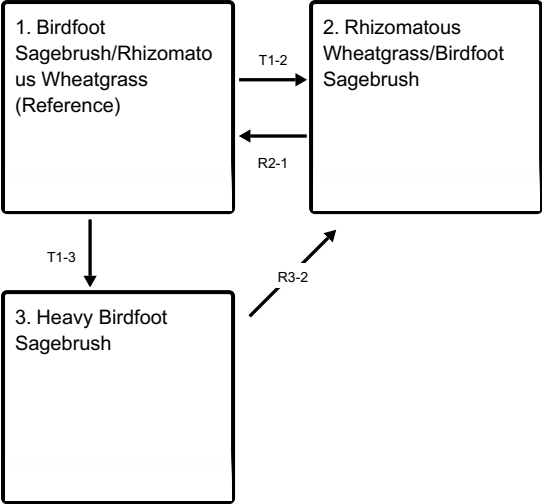 1. Birdfoot
Sagebrush/Rhizomato
us Wheatgrass
(Reference)
T1-2
2. Rhizomatous
Wheatgrass/Birdfoot
Sagebrush
R2-1
T1-3
R3-2
3. Heavy Birdfoot
Sagebrush